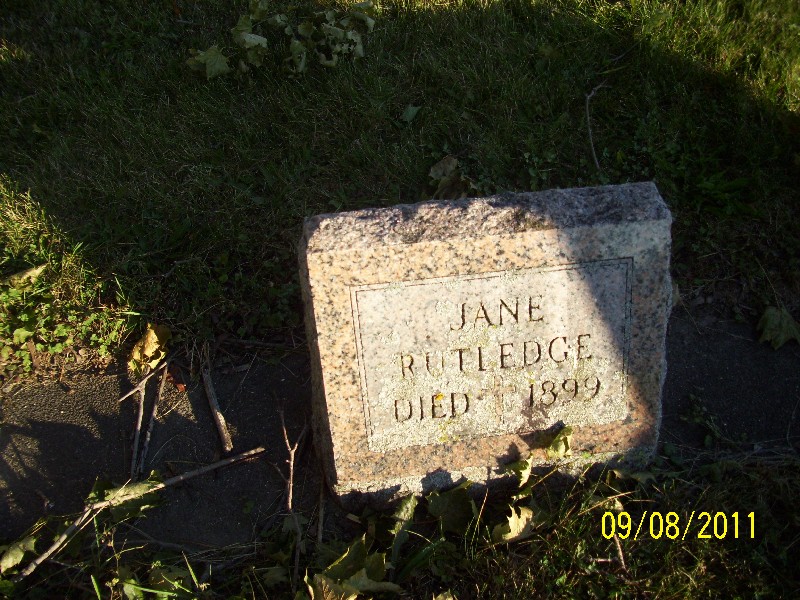 JANE
RUTLEDGE
DIED 1899
09/08/2011